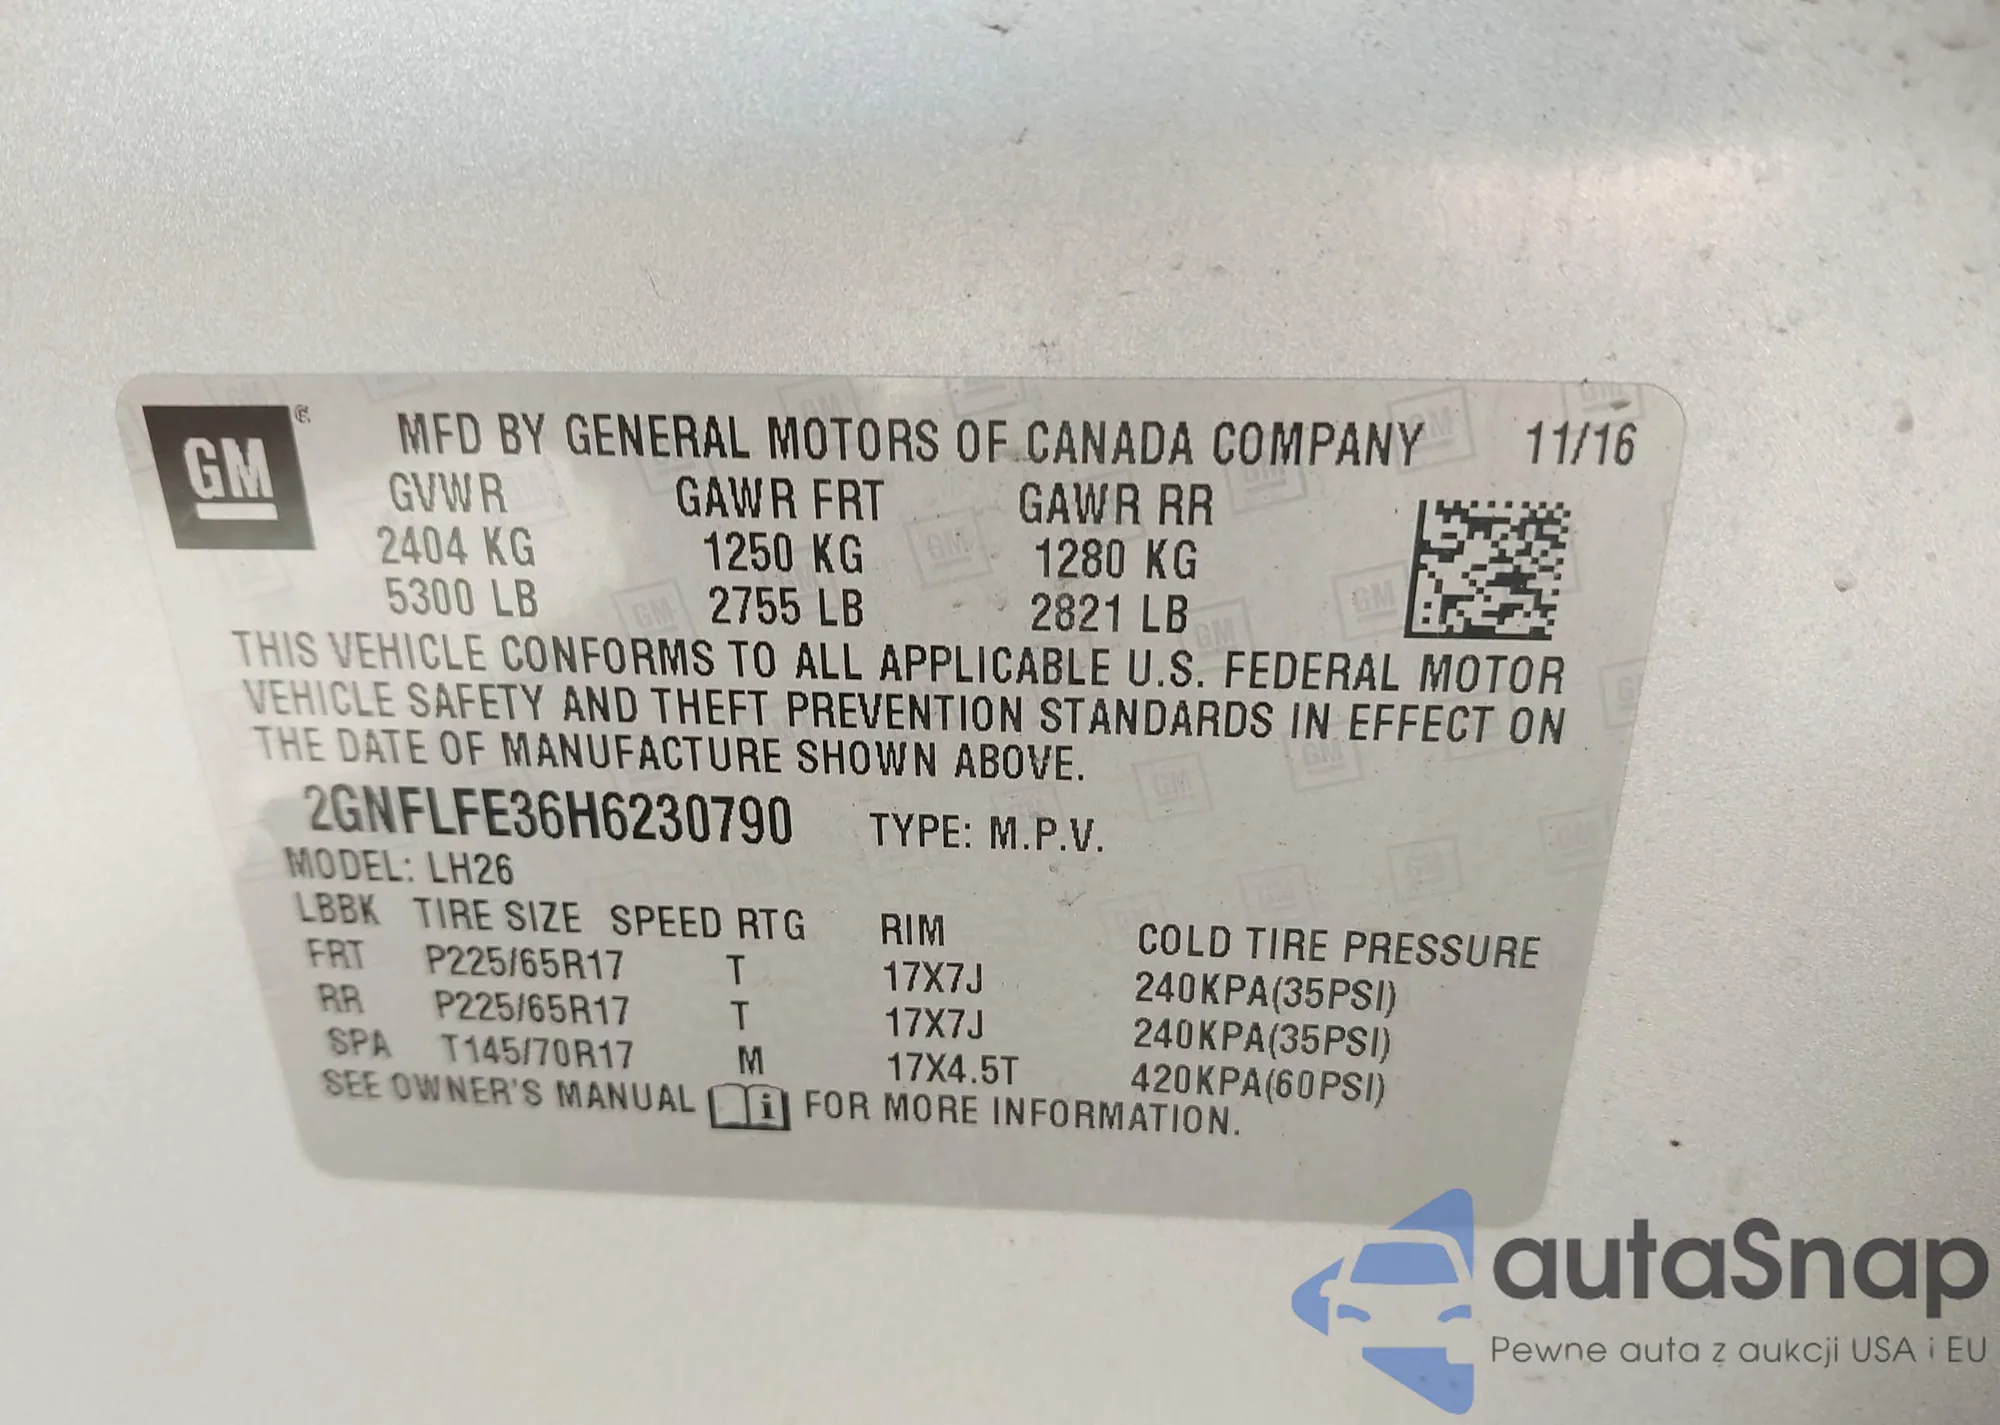 GM ® MFD BY GENERAL MOTORS OF CANADA COMPANY 11/16
GVWR GAWR FRT GAWR RR
2404 KG 1250 KG 1280 KG
5300 LB 2755 LB 2821 LB
THIS VEHICLE CONFORMS TO ALL APPLICABLE U.S. FEDERAL MOTOR
VEHICLE SAFETY AND THEFT PREVENTION STANDARDS IN EFFECT ON
THE DATE OF MANUFACTURE SHOWN ABOVE.
2GNFLFE36H6230790 TYPE: M.P.V.
MODEL: LH26
LBBK TIRE SIZE SPEED RTG RIM COLD TIRE PRESSURE
FRT P225/65R17 T 17X7J 240KPA(35PSI)
RR P225/65R17 T 17X7J 240KPA(35PSI)
SPA T145/70R17 M 17X4.5T 420KPA(60PSI)
SEE OWNER'S MANUAL i FOR MORE INFORMATION.
autaSnap
Pewne auta z aukcji USA i EU